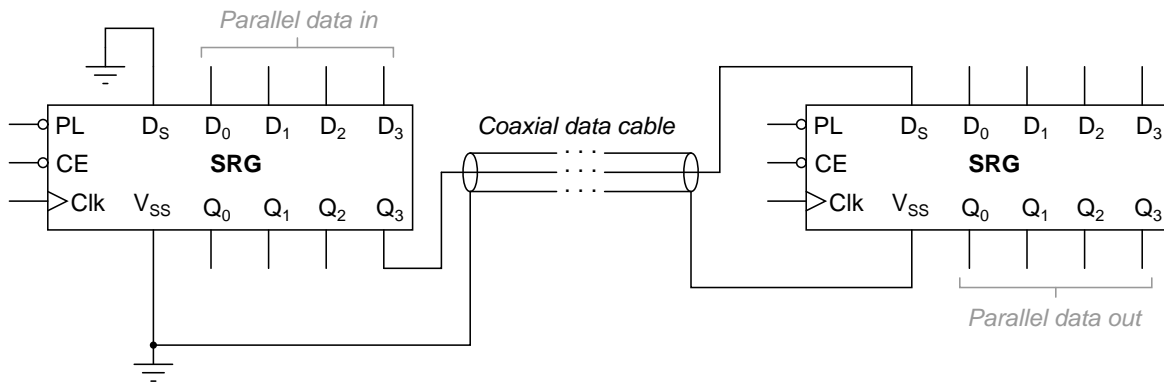 Parallel data in
PL DS D0 D1 D2 D3
CE SRG
Clk VSS Q0 Q1 Q2 Q3
Coaxial data cable
PL DS D0 D1 D2 D3
CE SRG
Clk VSS Q0 Q1 Q2 Q3
Parallel data out